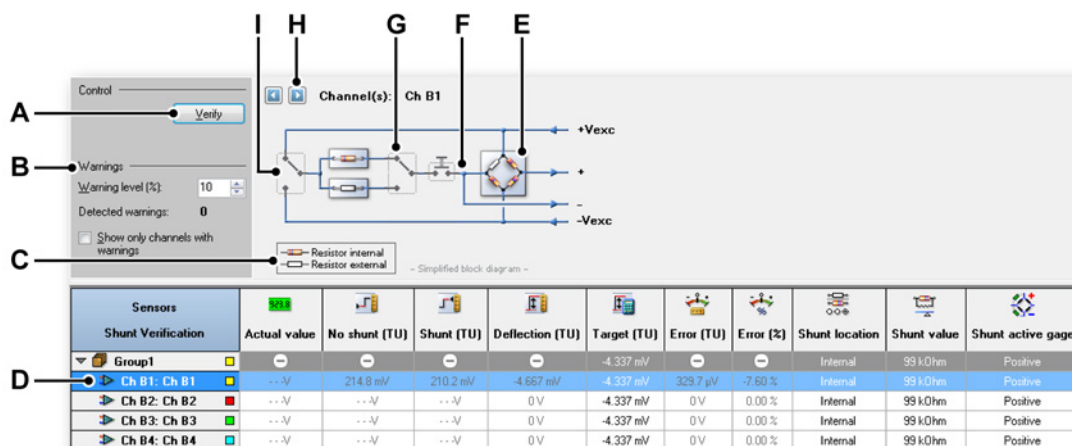 I H G F E
Control
Channel(s): Ch B1
A
Verify
+Vexc
B
Warnings
+
Warning level (%): 10
-
Detected warnings: 0
-Vexc
Show only channels with
warnings
C
Resistor internal
Resistor external
- Simplified block diagram -
Sensors
Shunt Verification
923.8
Actual value No shunt (TU) Shunt (TU) Deflection (TU) Target (TU) Error (TU) Error (%) Shunt location Shunt value Shunt active gage
Group1 -4.337 mV Internal 99 kOhm Positive
D
Ch B1: Ch B1 - - -V 214.8 mV 210.2 mV -4.667 mV -4.337 mV 329.7 µV -7.60 % Internal 99 kOhm Positive
Ch B2: Ch B2 - - -V - - -V - - -V 0 V -4.337 mV 0 V 0.00 % Internal 99 kOhm Positive
Ch B3: Ch B3 - - -V - - -V - - -V 0 V -4.337 mV 0 V 0.00 % Internal 99 kOhm Positive
Ch B4: Ch B4 - - -V - - -V - - -V 0 V -4.337 mV 0 V 0.00 % Internal 99 kOhm Positive